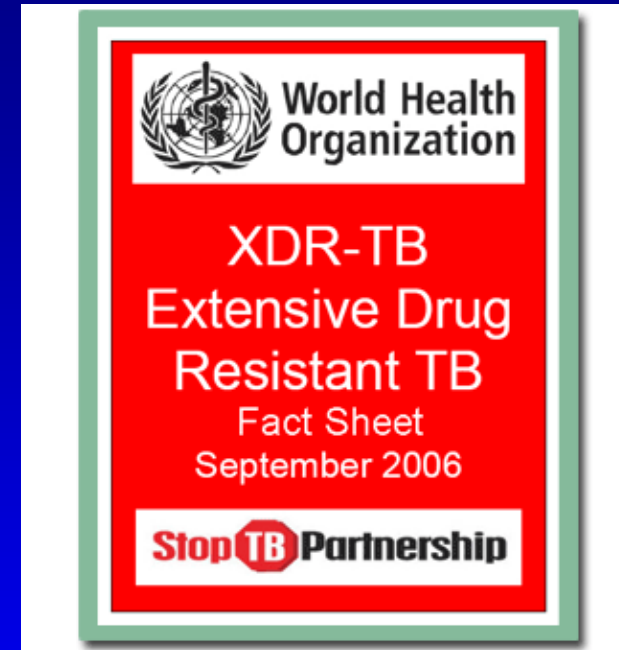 World Health
Organization
XDR-TB
Extensive Drug
Resistant TB
Fact Sheet
September 2006
Stop TB Partnership